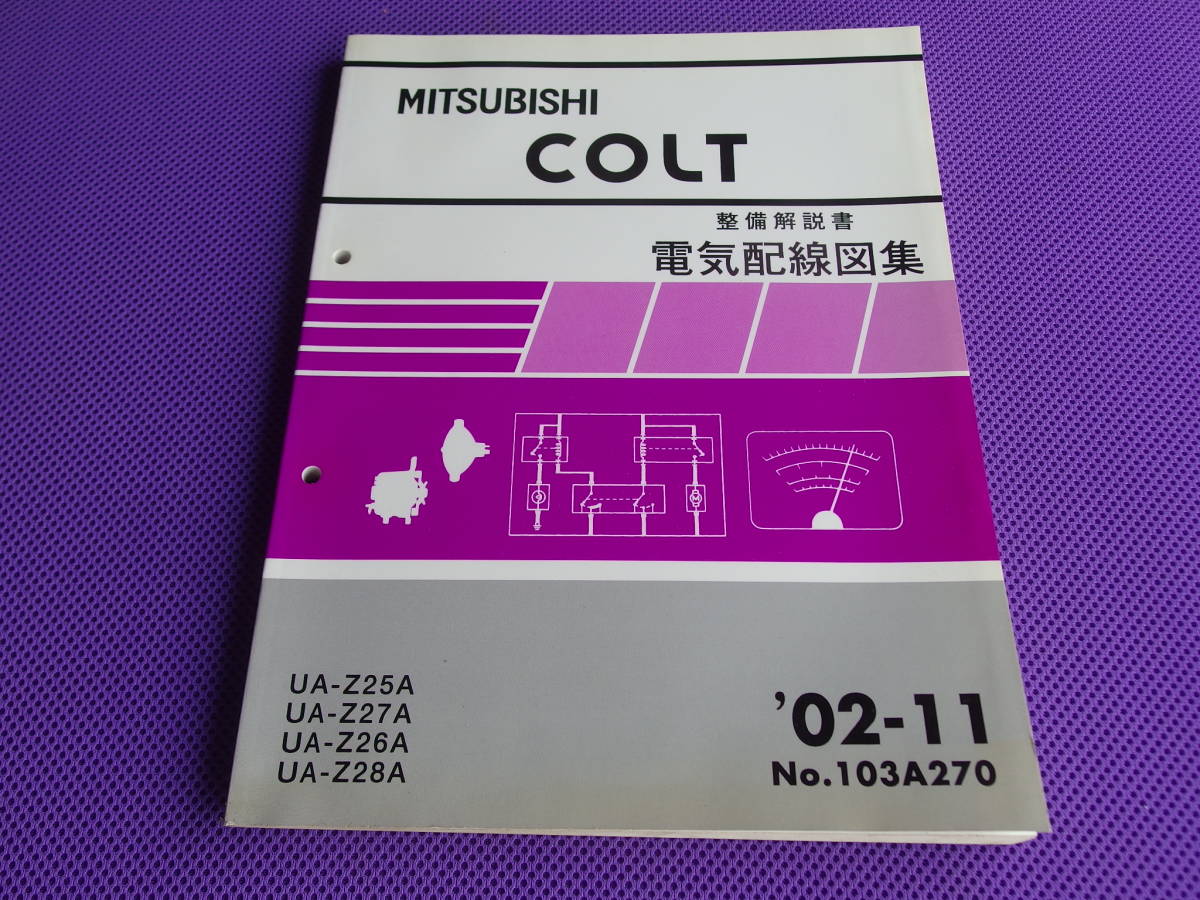 MITSUBISHI
COLT
整備解説書
電気配線図集
M
UA-Z25A
UA-Z27A
UA-Z26A
UA-Z28A
'02-11
No.103A270